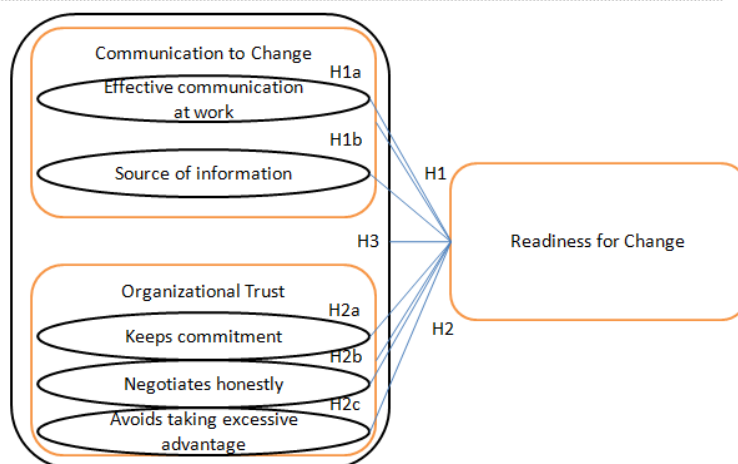 Communication to Change
H1a
Effective communication
at work
H1b
Source of information
H1
H3
Readiness for Change
Organizational Trust
H2a
Keeps commitment
H2
H2b
Negotiates honestly
H2c
Avoids taking excessive
advantage